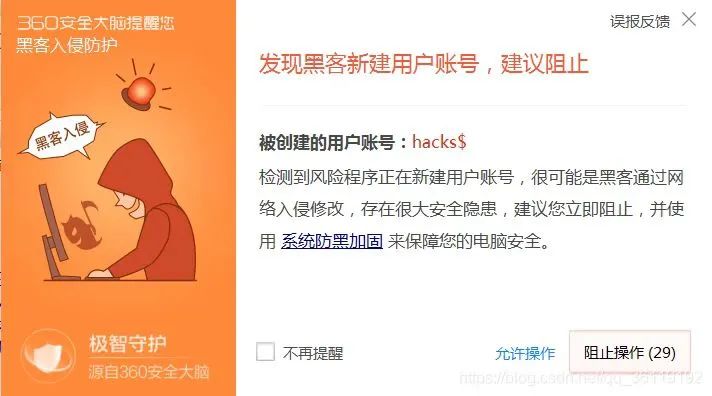 360安全大脑提醒您
黑客入侵防护
误报反馈
发现黑客新建用户账号，建议阻止
黑客入侵
被创建的用户账号：hacks$
检测到风险程序正在新建用户账号，很可能是黑客通过网
络入侵修改，存在很大安全隐患，建议您立即阻止，并使
用 系统防黑加固 来保障您的电脑安全。
极智守护
源自360安全大脑
不再提醒
允许操作
阻止操作 (29)